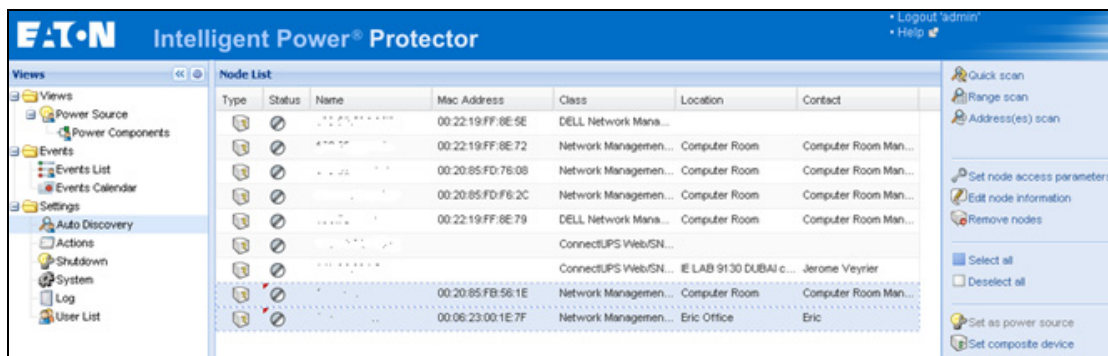 EATON Intelligent Power® Protector
• Logout 'admin'
• Help
Views
Views
Power Source
Power Components
Events
Events List
Events Calendar
Settings
Auto Discovery
Actions
Shutdown
System
Log
User List
Node List
Type Status Name Mac Address Class Location Contact
00:22:19:FF:8E:5E DELL Network Mana...
00:22:19:FF:8E:72 Network Managemen... Computer Room Computer Room Man...
00:20:85:FD:76:08 Network Managemen... Computer Room Computer Room Man...
00:20:85:FD:F6:2C Network Managemen... Computer Room Computer Room Man...
00:22:19:FF:8E:79 DELL Network Mana... Computer Room Computer Room Man...
ConnectUPS Web/SN...
ConnectUPS Web/SN... IE LAB 9130 DUBAI c... Jerome Veyrier
00:20:85:FB:56:1E Network Managemen... Computer Room Computer Room Man...
00:06:23:00:1E:7F Network Managemen... Eric Office Eric
Quick scan
Range scan
Address(es) scan
Set node access parameters
Edit node information
Remove nodes
Select all
Deselect all
Set as power source
Set composite device